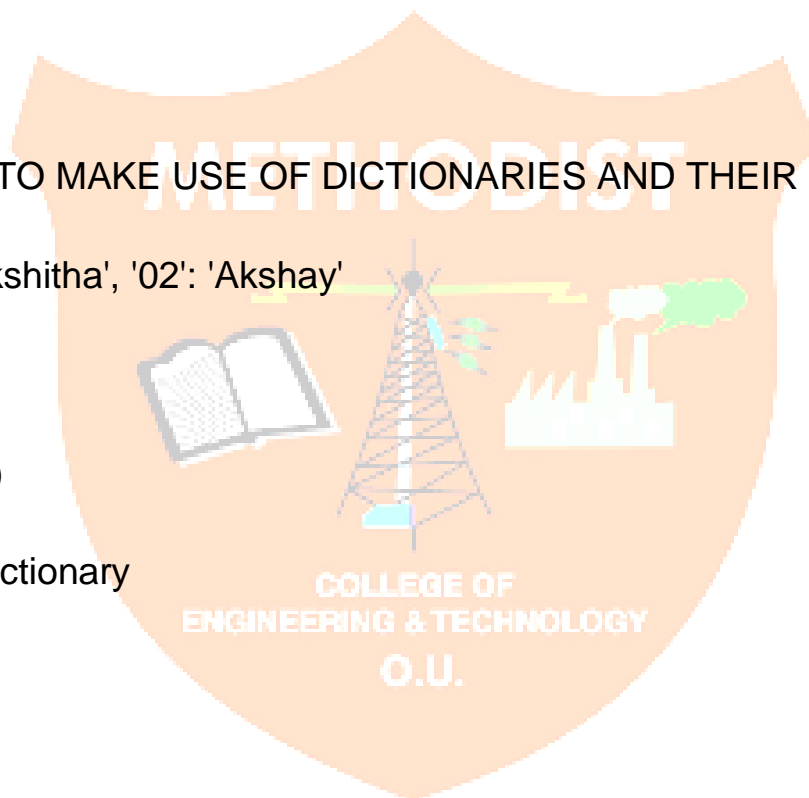 METHODIST
TO MAKE USE OF DICTIONARIES AND THEIR
kshitha', '02': 'Akshay'
)
ctionary
COLLEGE OF
ENGINEERING & TECHNOLOGY
O.U.